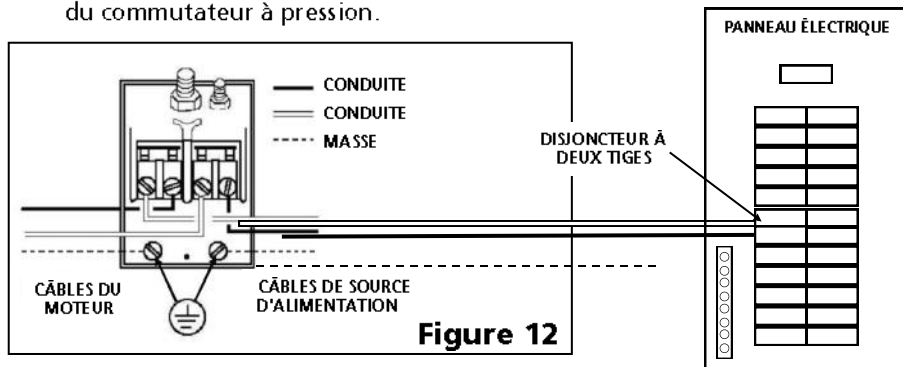 du commutateur à pression.
PANNEAU ÉLECTRIQUE
CONDUITE
CONDUITE
MASSE
DISJONCTEUR À
DEUX TIGES
CÂBLES DU
MOTEUR
CÂBLES DE SOURCE
D'ALIMENTATION
Figure 12